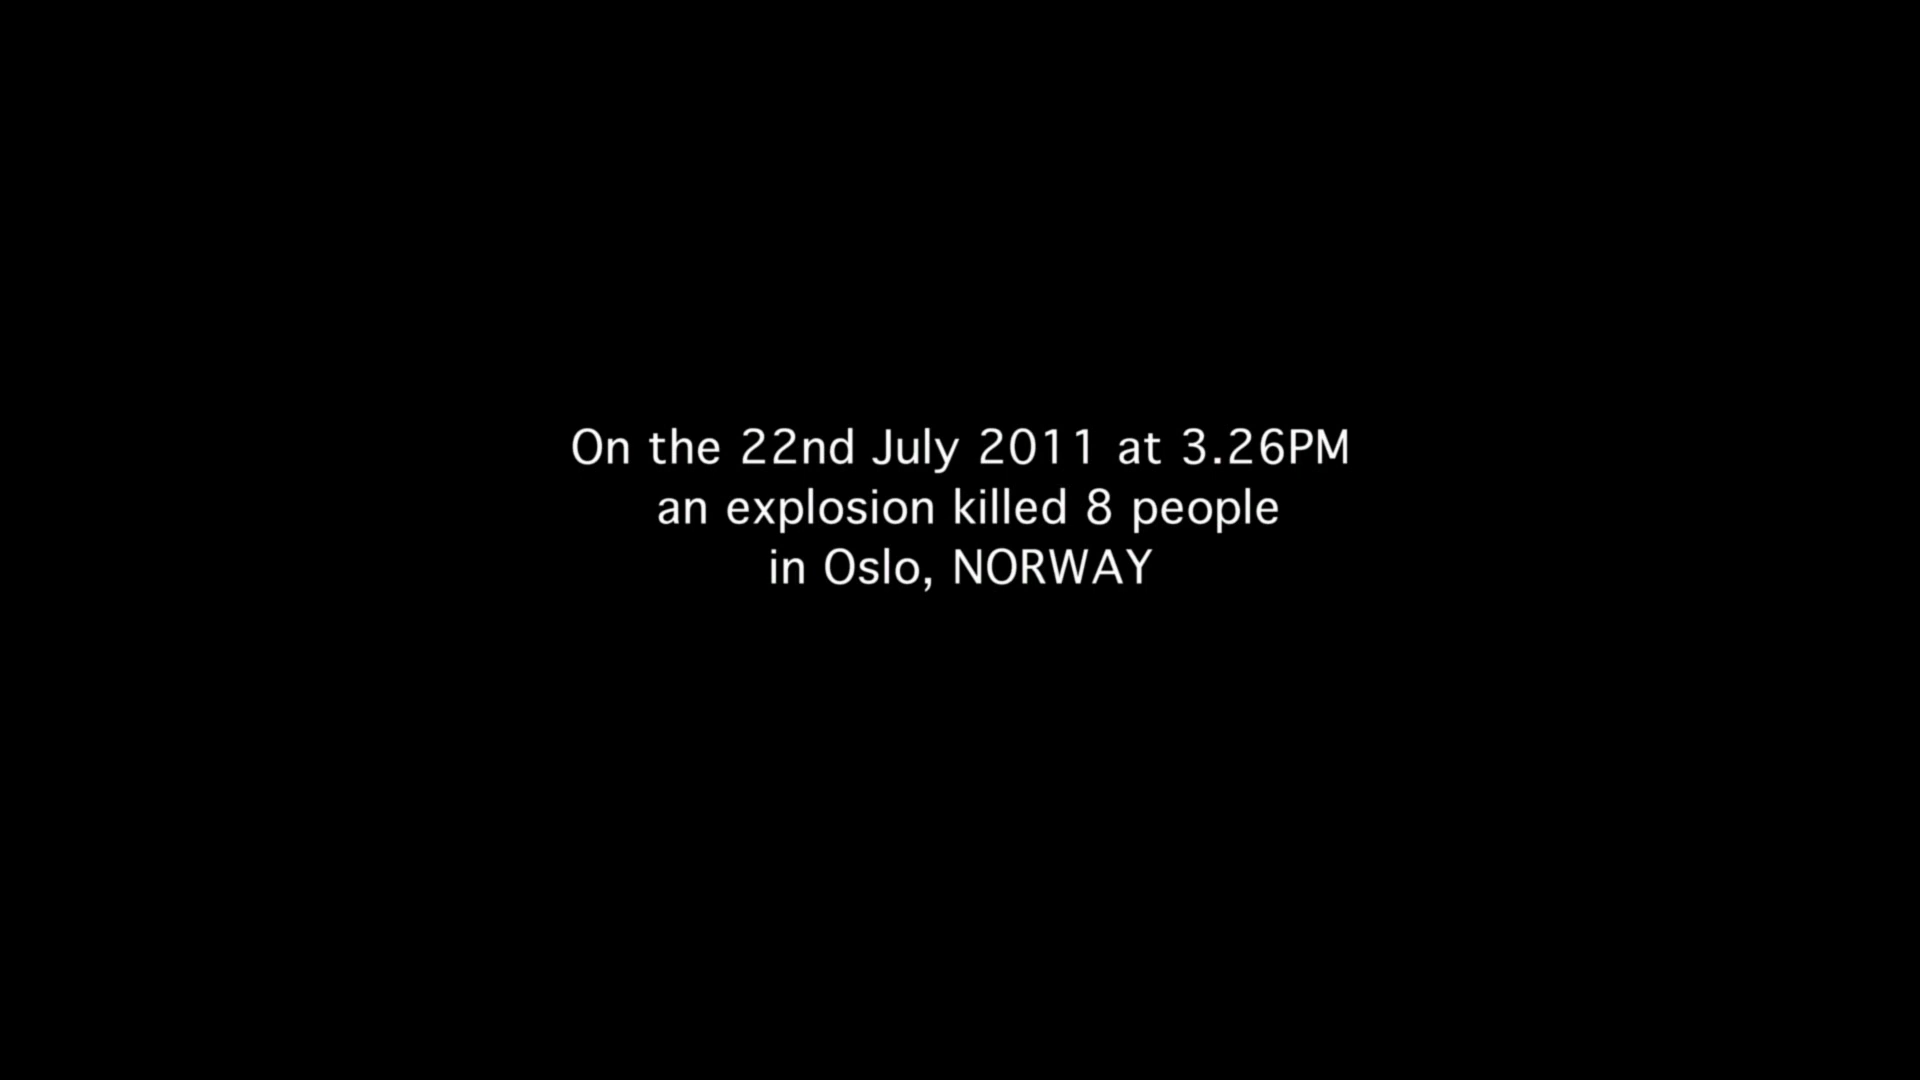 On the 22nd July 2011 at 3.26PM
an explosion killed 8 people
in Oslo, NORWAY